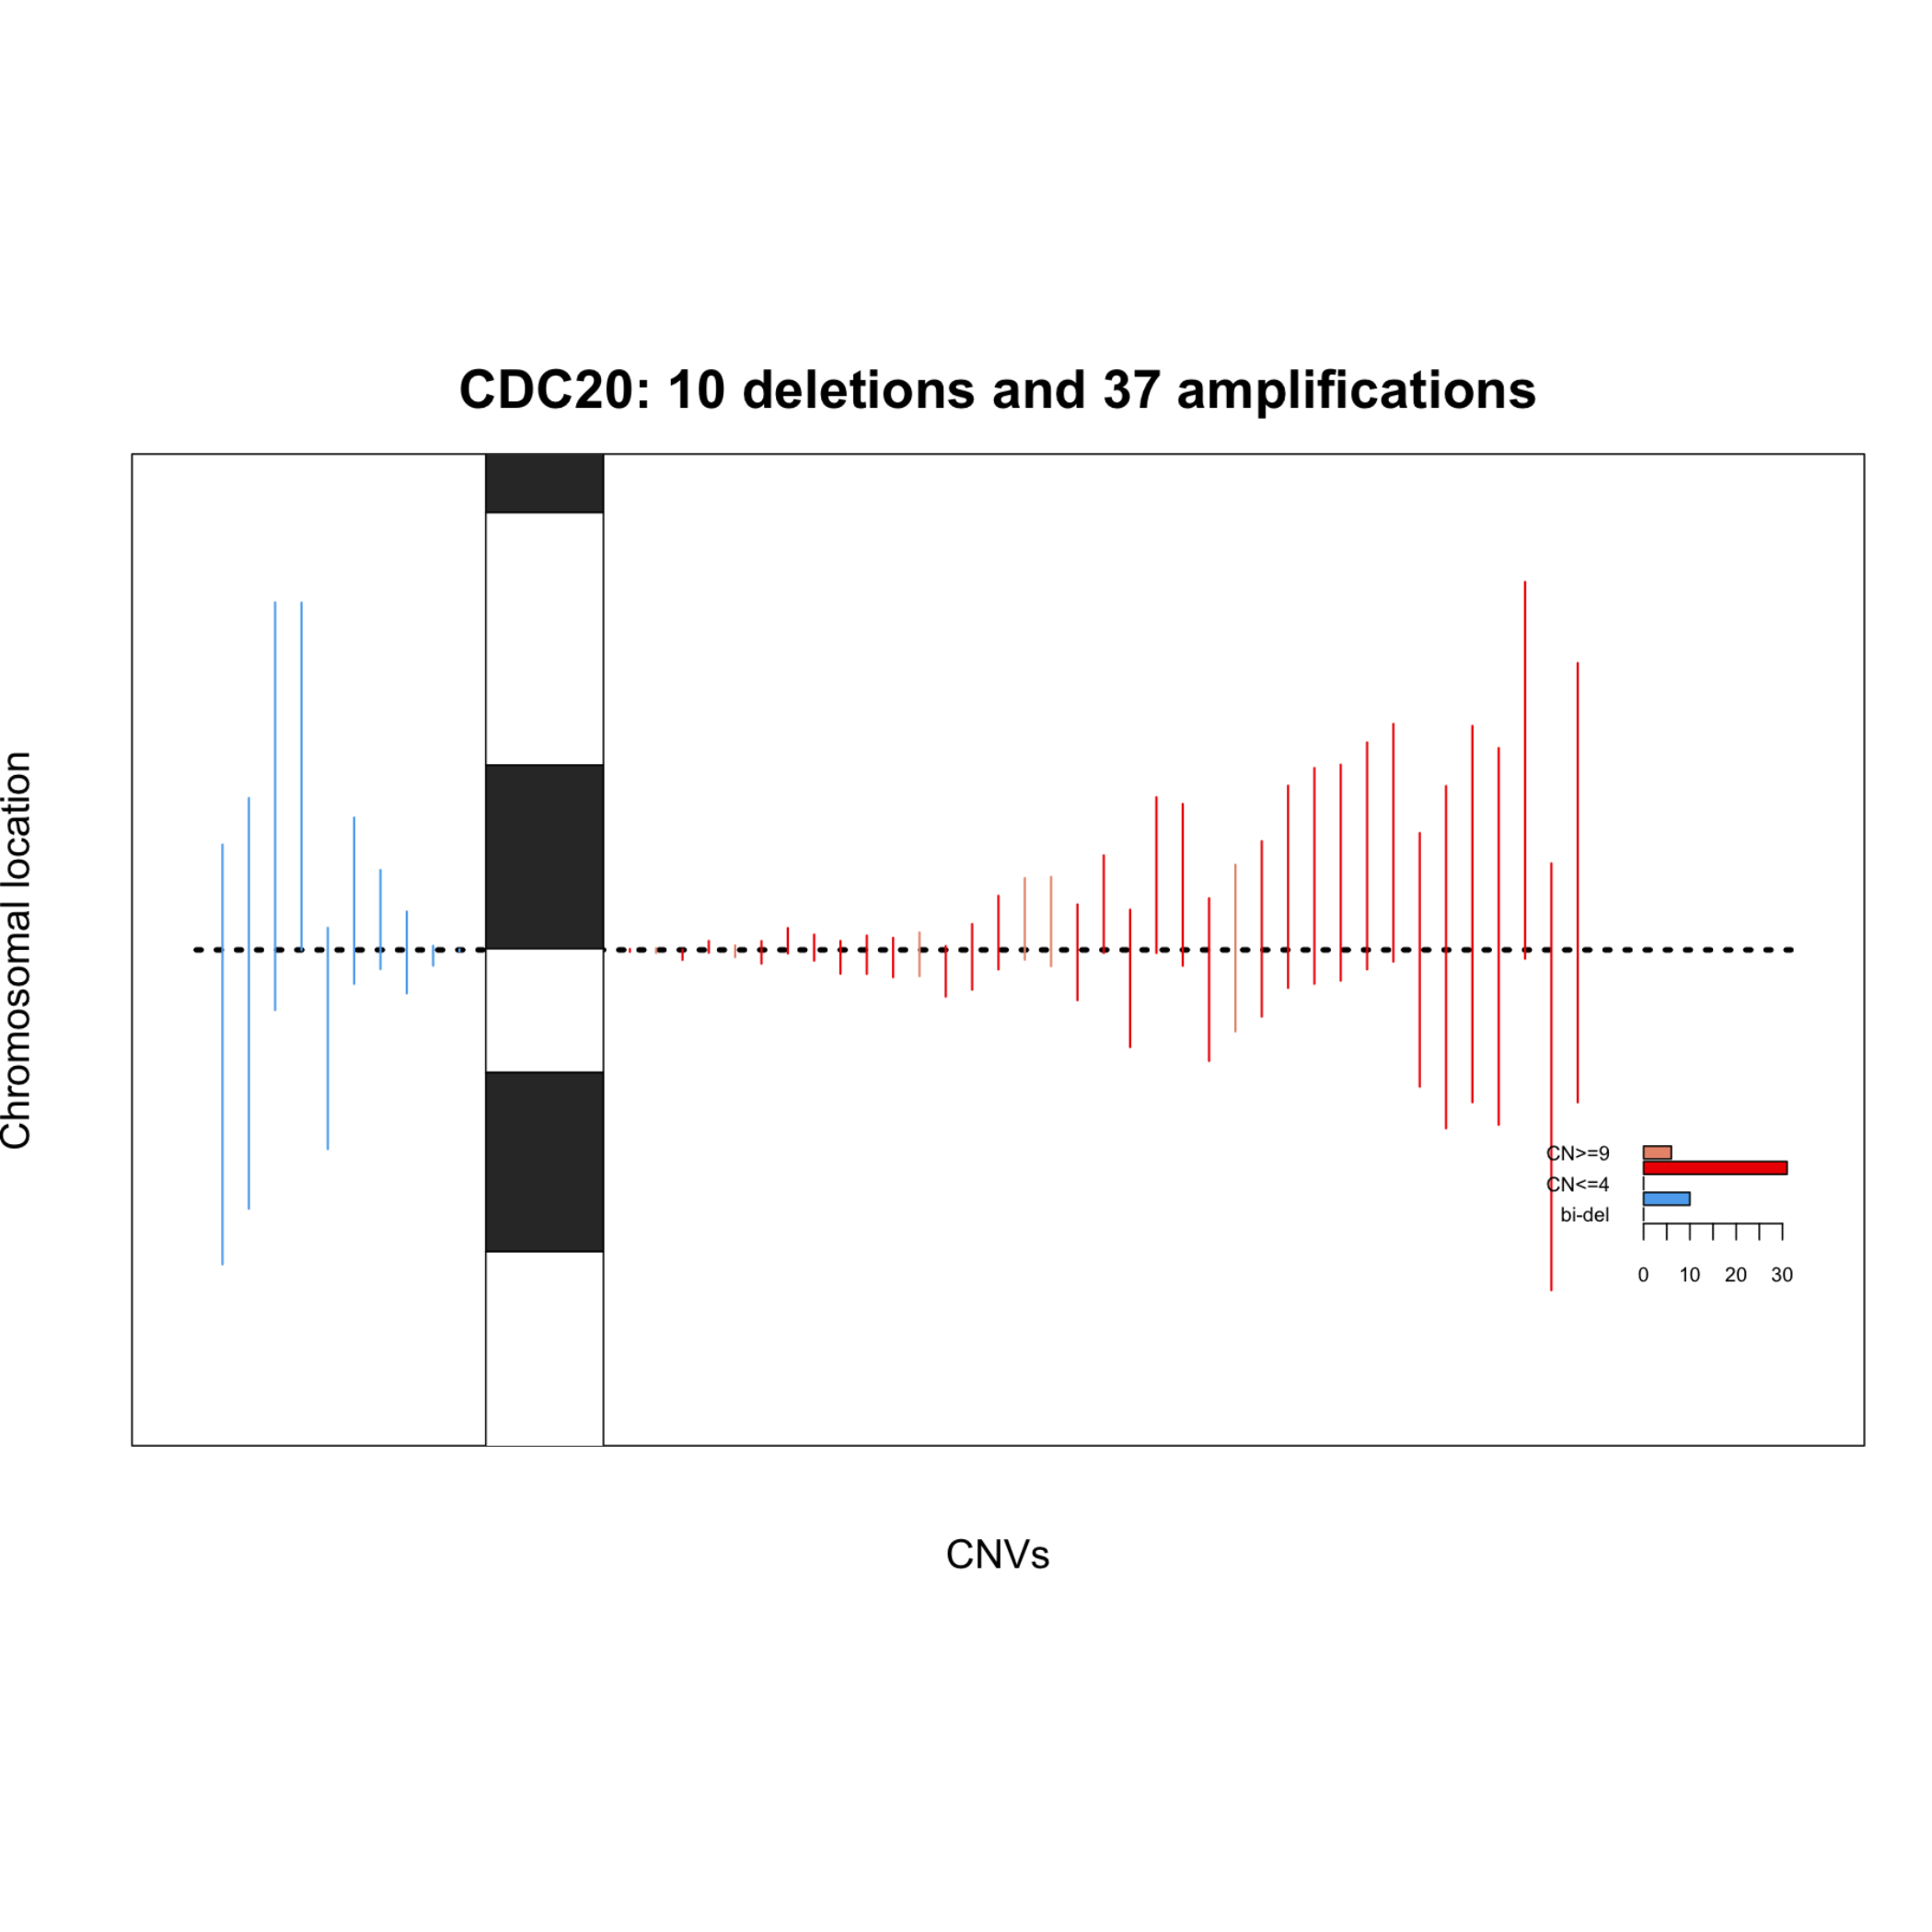 CDC20: 10 deletions and 37 amplifications
Chromosomal location
CN>=9
CN<=4
bi-del
0 10 20 30
CNVs